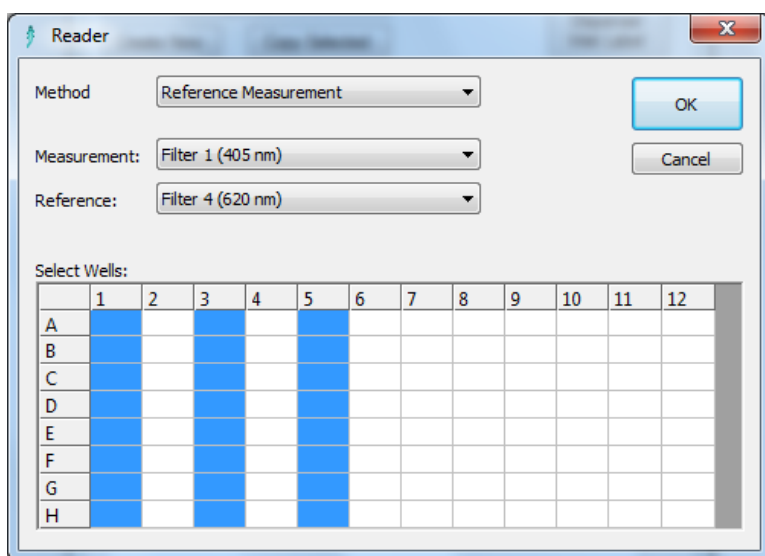 Reader
Method Reference Measurement OK
Measurement: Filter 1 (405 nm) Cancel
Reference: Filter 4 (620 nm)
Select Wells:
1 2 3 4 5 6 7 8 9 10 11 12
A
B
C
D
E
F
G
H